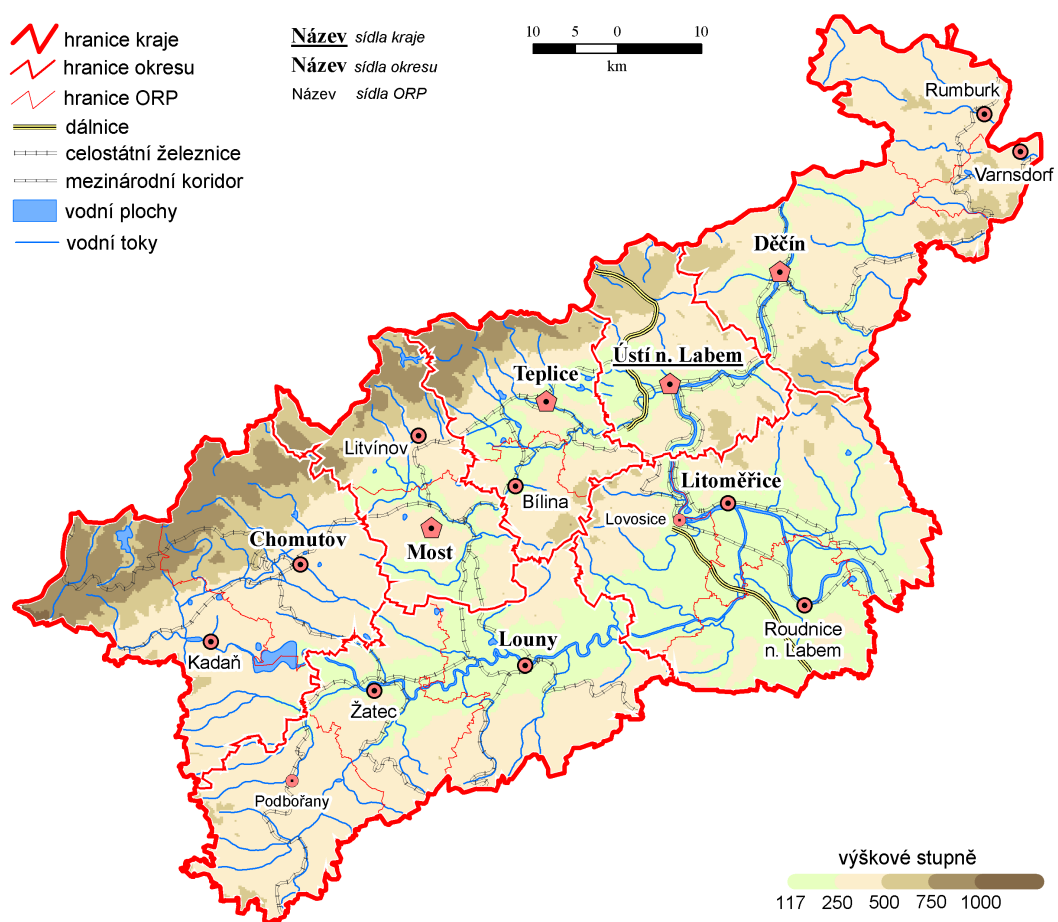 hranice kraje
hranice okresu
hranice ORP
dálnice
celostátní železnice
mezinárodní koridor
vodní plochy
vodní toky
Název sídla kraje
Název sídla okresu
Název sídla ORP
10 5 0 10
km
Rumburk
Varnsdorf
Děčín
Ústí n. Labem
Teplice
Litvínov
Bílina
Litoměřice
Lovosice
Chomutov
Most
Roudnice
n. Labem
Kadaň
Louny
Žatec
Podbořany
výškové stupně
117 250 500 750 1000